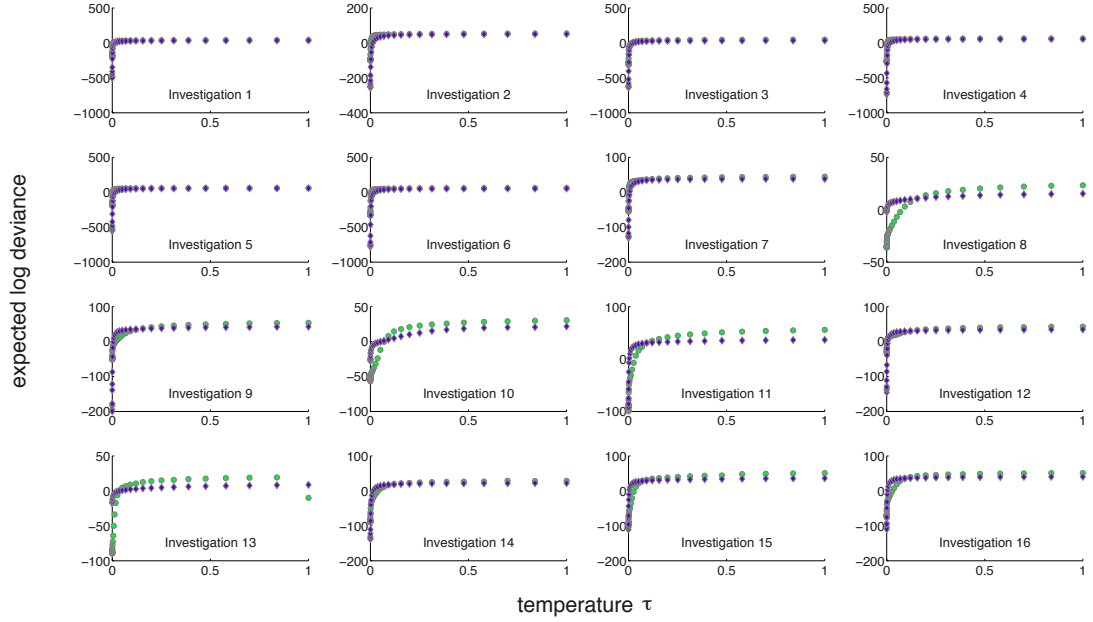 500 200 500 500
0 0 0 0
−500 −200 −500 −500
Investigation 1 Investigation 2 Investigation 3 Investigation 4
−1000 −400 −1000 −1000
0 0.5 1 0 0.5 1 0 0.5 1 0 0.5 1
500 500 100 50
0 0 0 0
−500 −500 −100
Investigation 5 Investigation 6 Investigation 7 Investigation 8
−1000 −1000 −200 −50
0 0.5 1 0 0.5 1 0 0.5 1 0 0.5 1
expected log deviance
100 50 100 100
0 0 0 0
−100 −50 −100
Investigation 9 Investigation 10 Investigation 11 Investigation 12
−200 −100 −100 −200
0 0.5 1 0 0.5 1 0 0.5 1 0 0.5 1
50 100 100 100
0 0 0 0
−50 −100 −100 −100
Investigation 13 Investigation 14 Investigation 15 Investigation 16
−100 −200 −200 −200
0 0.5 1 0 0.5 1 0 0.5 1 0 0.5 1
temperature τ